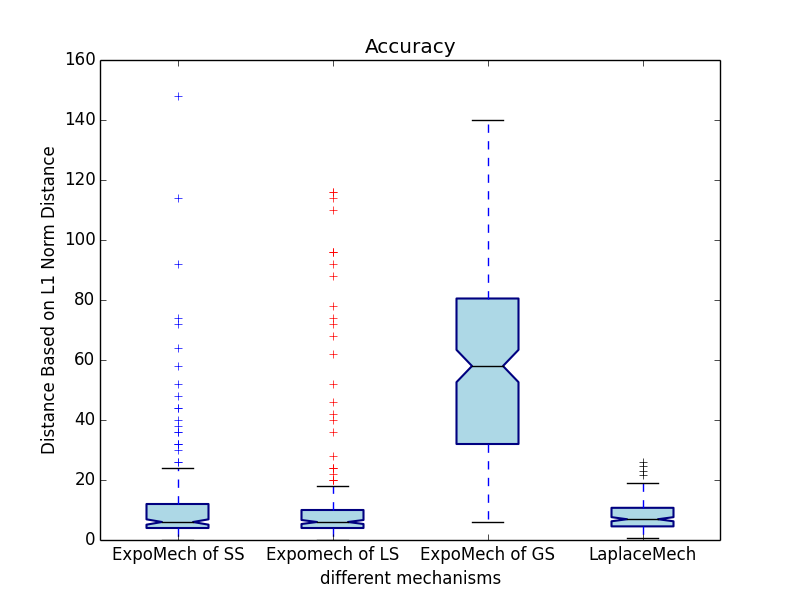 Accuracy
160
140
120
100
80
60
40
20
0
Distance Based on L1 Norm Distance
ExpoMech of SS Expomech of LS ExpoMech of GS LaplaceMech
different mechanisms